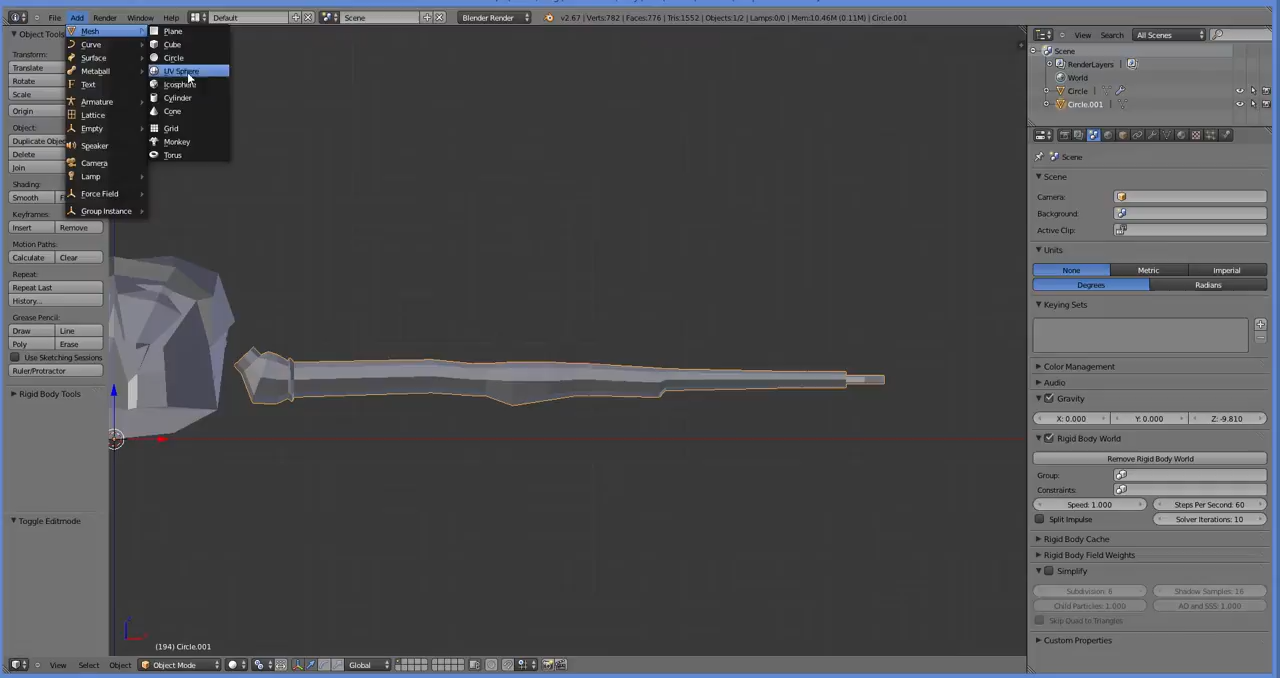 File Add Render Window Help Default Scene Blender Render v2.67 | Verts:782 | Faces:776 | Tris:1552 | Objects:1/2 | Lamps:0/0 | Mem:10.46M (0.11M) | Circle.001
Object Tools
Transform:
Translate
Rotate
Scale
Origin
Object:
Duplicate Objec
Delete
Join
Shading:
Smooth
Keyframes:
Insert Remove
Motion Paths:
Calculate Clear
Repeat:
Repeat Last
History...
Grease Pencil:
Draw Line
Poly Erase
Use Sketching Sessions
Ruler/Protractor
Rigid Body Tools
Toggle Editmode
Mesh
Curve
Surface
Metaball
Text
Armature
Lattice
Empty
Speaker
Camera
Lamp
Force Field
Group Instance
Plane
Cube
Circle
UV Sphere
Icosphere
Cylinder
Cone
Grid
Monkey
Torus
(194) Circle.001
View Select Object Object Mode Global
View Search All Scenes
Scene
RenderLayers
World
Circle
Circle.001
Scene
Scene
Camera:
Background:
Active Clip:
Units
None Metric Imperial
Degrees Radians
Keying Sets
Color Management
Audio
Gravity
X: 0.000 Y: 0.000 Z: -9.810
Rigid Body World
Remove Rigid Body World
Group:
Constraints:
Speed: 1.000 Steps Per Second: 60
Split Impulse Solver Iterations: 10
Rigid Body Cache
Rigid Body Field Weights
Simplify
Subdivision: 6 Shadow Samples: 16
Child Particles: 1.000 AO and SSS: 1.000
Skip Quad to Triangles
Custom Properties